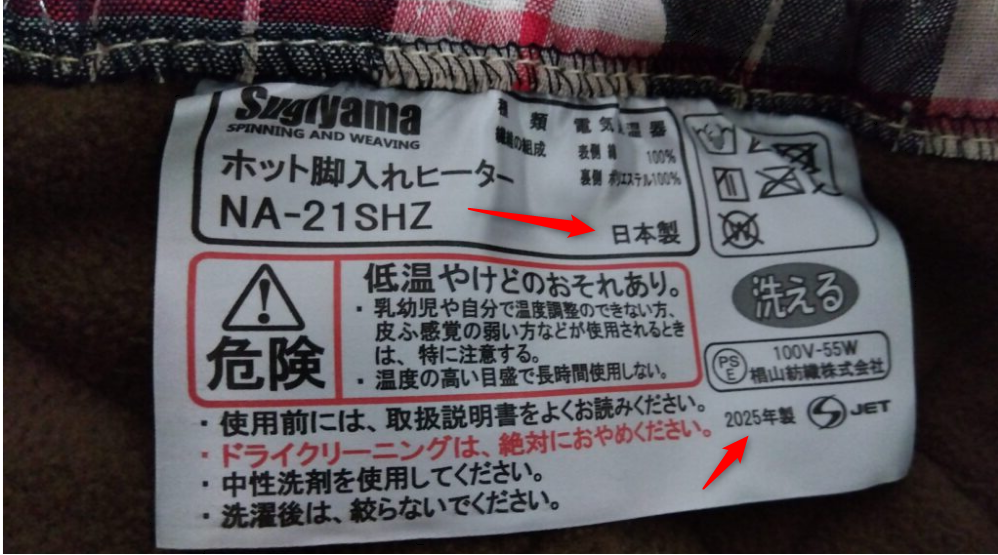 Sugiyama
SPINNING AND WEAVING
ホット脚入れヒーター
NA-21SHZ
種 類 電気保温器
繊維の組成 表側 綿 100%
裏側 ポリエステル100%
日本製
危険
低温やけどのおそれあり。
・乳幼児や自分で温度調整のできない方、
皮ふ感覚の弱い方などが使用されるとき
は、特に注意する。
・温度の高い目盛で長時間使用しない。
洗える
PS
E
100V-55W
椙山紡織株式会社
2025年製
JET
・使用前には、取扱説明書をよくお読みください。
・ドライクリーニングは、絶対におやめください。
・中性洗剤を使用してください。
・洗濯後は、絞らないでください。